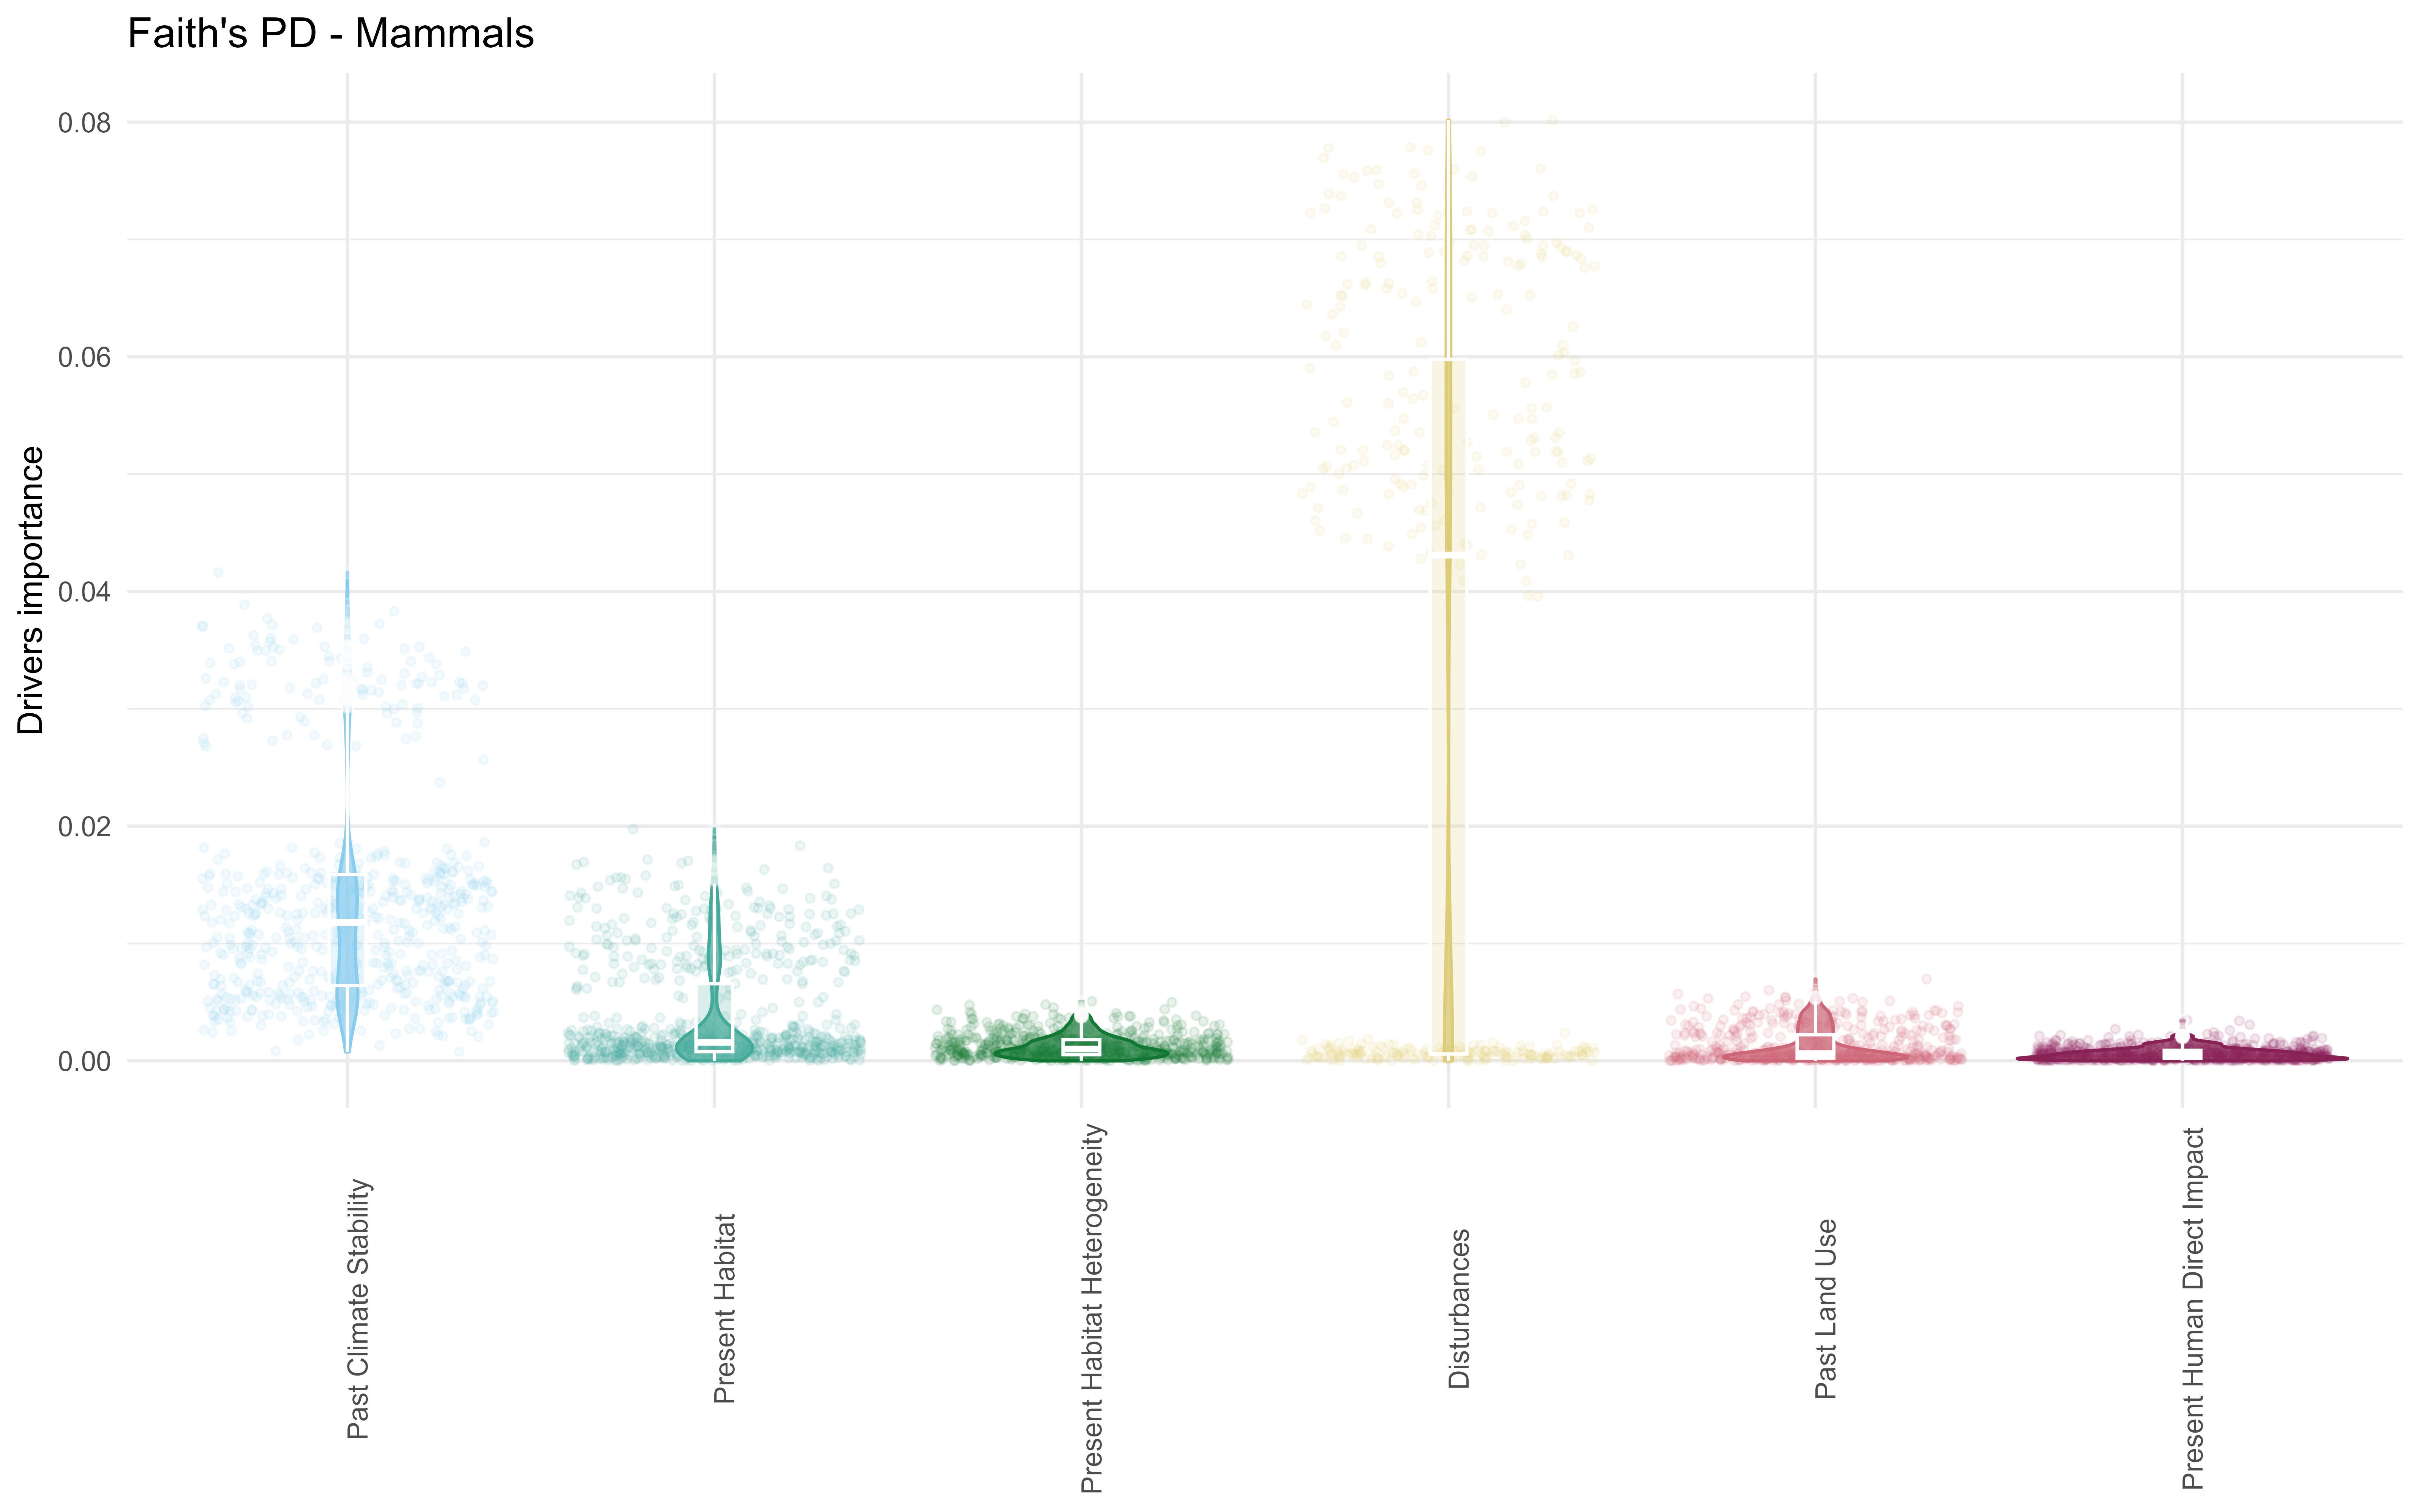 Faith's PD - Mammals
Drivers importance
0.08
0.06
0.04
0.02
0.00
Past Climate Stability
Present Habitat
Present Habitat Heterogeneity
Disturbances
Past Land Use
Present Human Direct Impact